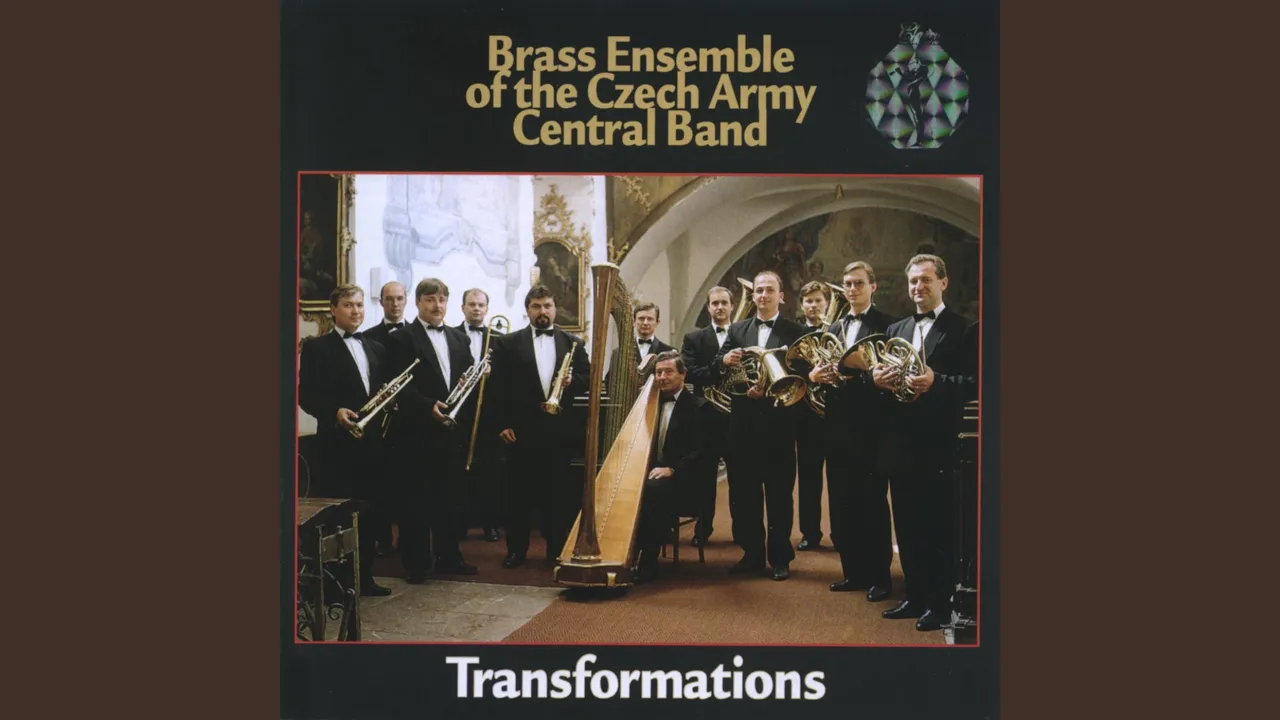 Brass Ensemble
of the Czech Army
Central Band
Transformations